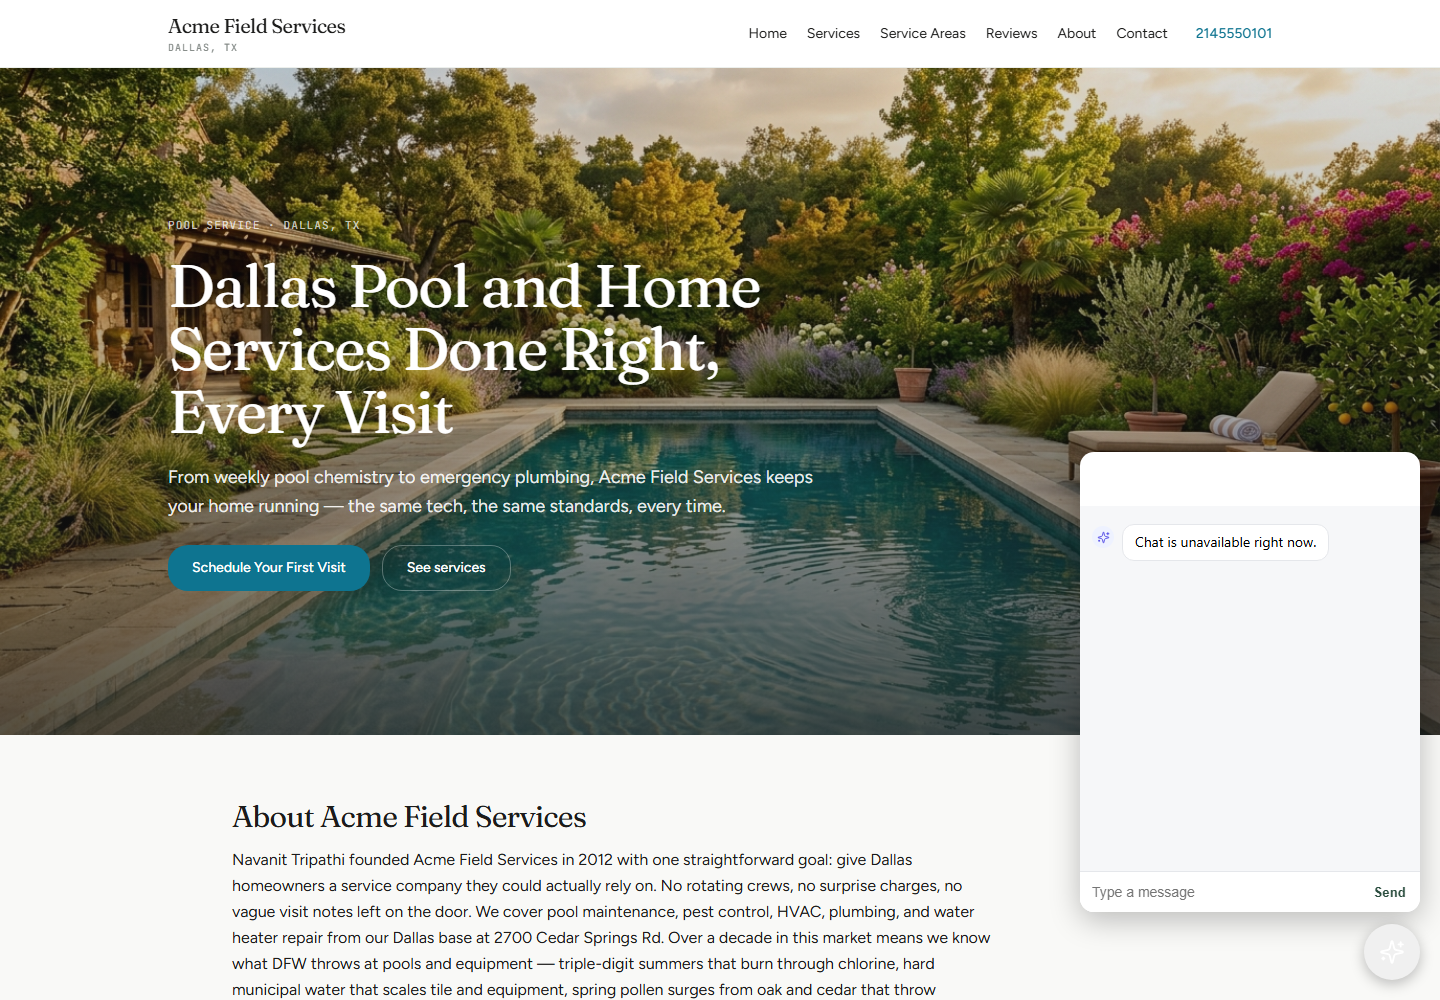 Acme Field Services
DALLAS, TX
Home
Services
Service Areas
Reviews
About
Contact
2145550101
POOL SERVICE · DALLAS, TX
Dallas Pool and Home
Services Done Right,
Every Visit
From weekly pool chemistry to emergency plumbing, Acme Field Services keeps
your home running — the same tech, the same standards, every time.
Schedule Your First Visit
See services
Chat is unavailable right now.
Type a message
Send
About Acme Field Services
Navanit Tripathi founded Acme Field Services in 2012 with one straightforward goal: give Dallas
homeowners a service company they could actually rely on. No rotating crews, no surprise charges, no
vague visit notes left on the door. We cover pool maintenance, pest control, HVAC, plumbing, and water
heater repair from our Dallas base at 2700 Cedar Springs Rd. Over a decade in this market means we know
what DFW throws at pools and equipment — triple-digit summers that burn through chlorine, hard
municipal water that scales tile and equipment, spring pollen surges from oak and cedar that throw